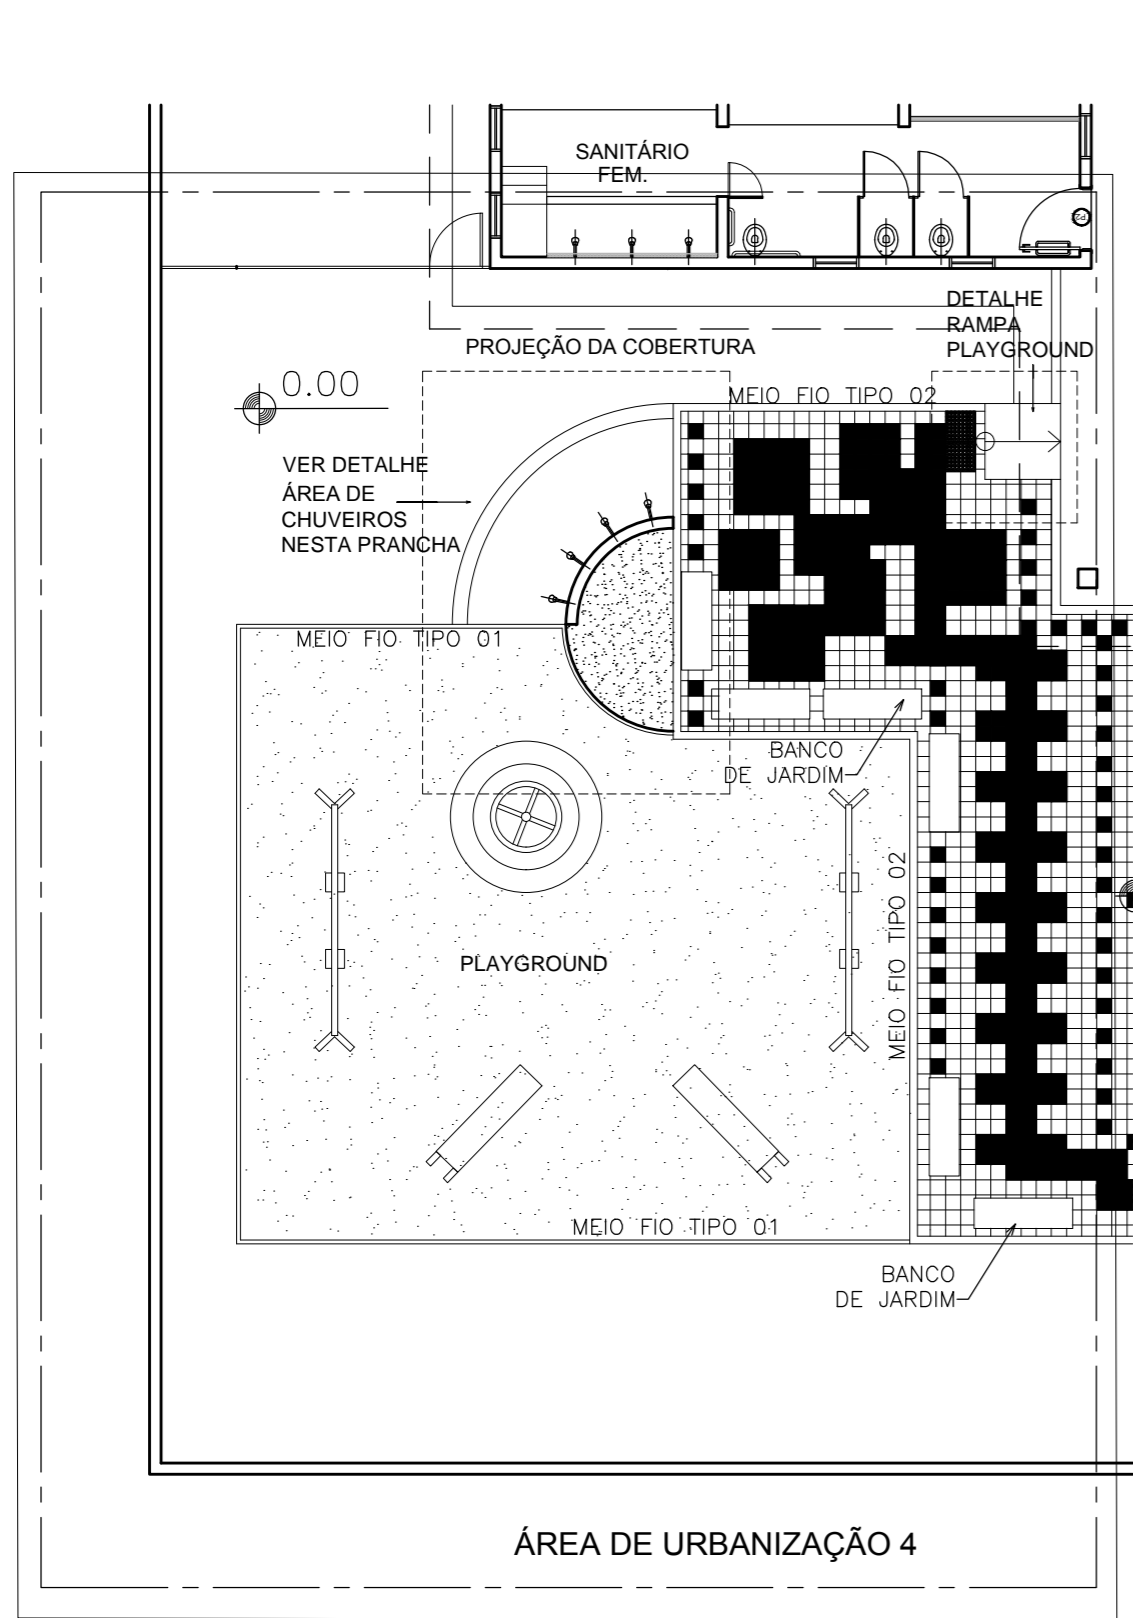 SANITÁRIO
FEM.
P2
DETALHE
RAMPA
PLAYGROUND
PROJEÇÃO DA COBERTURA
0.00
MEIO FIO TIPO 02
VER DETALHE
ÁREA DE
CHUVEIROS
NESTA PRANCHA
MEIO FIO TIPO 01
BANCO
DE JARDIM
MEIO FIO TIPO 02
PLAYGROUND
MEIO FIO TIPO 01
BANCO
DE JARDIM
ÁREA DE URBANIZAÇÃO 4